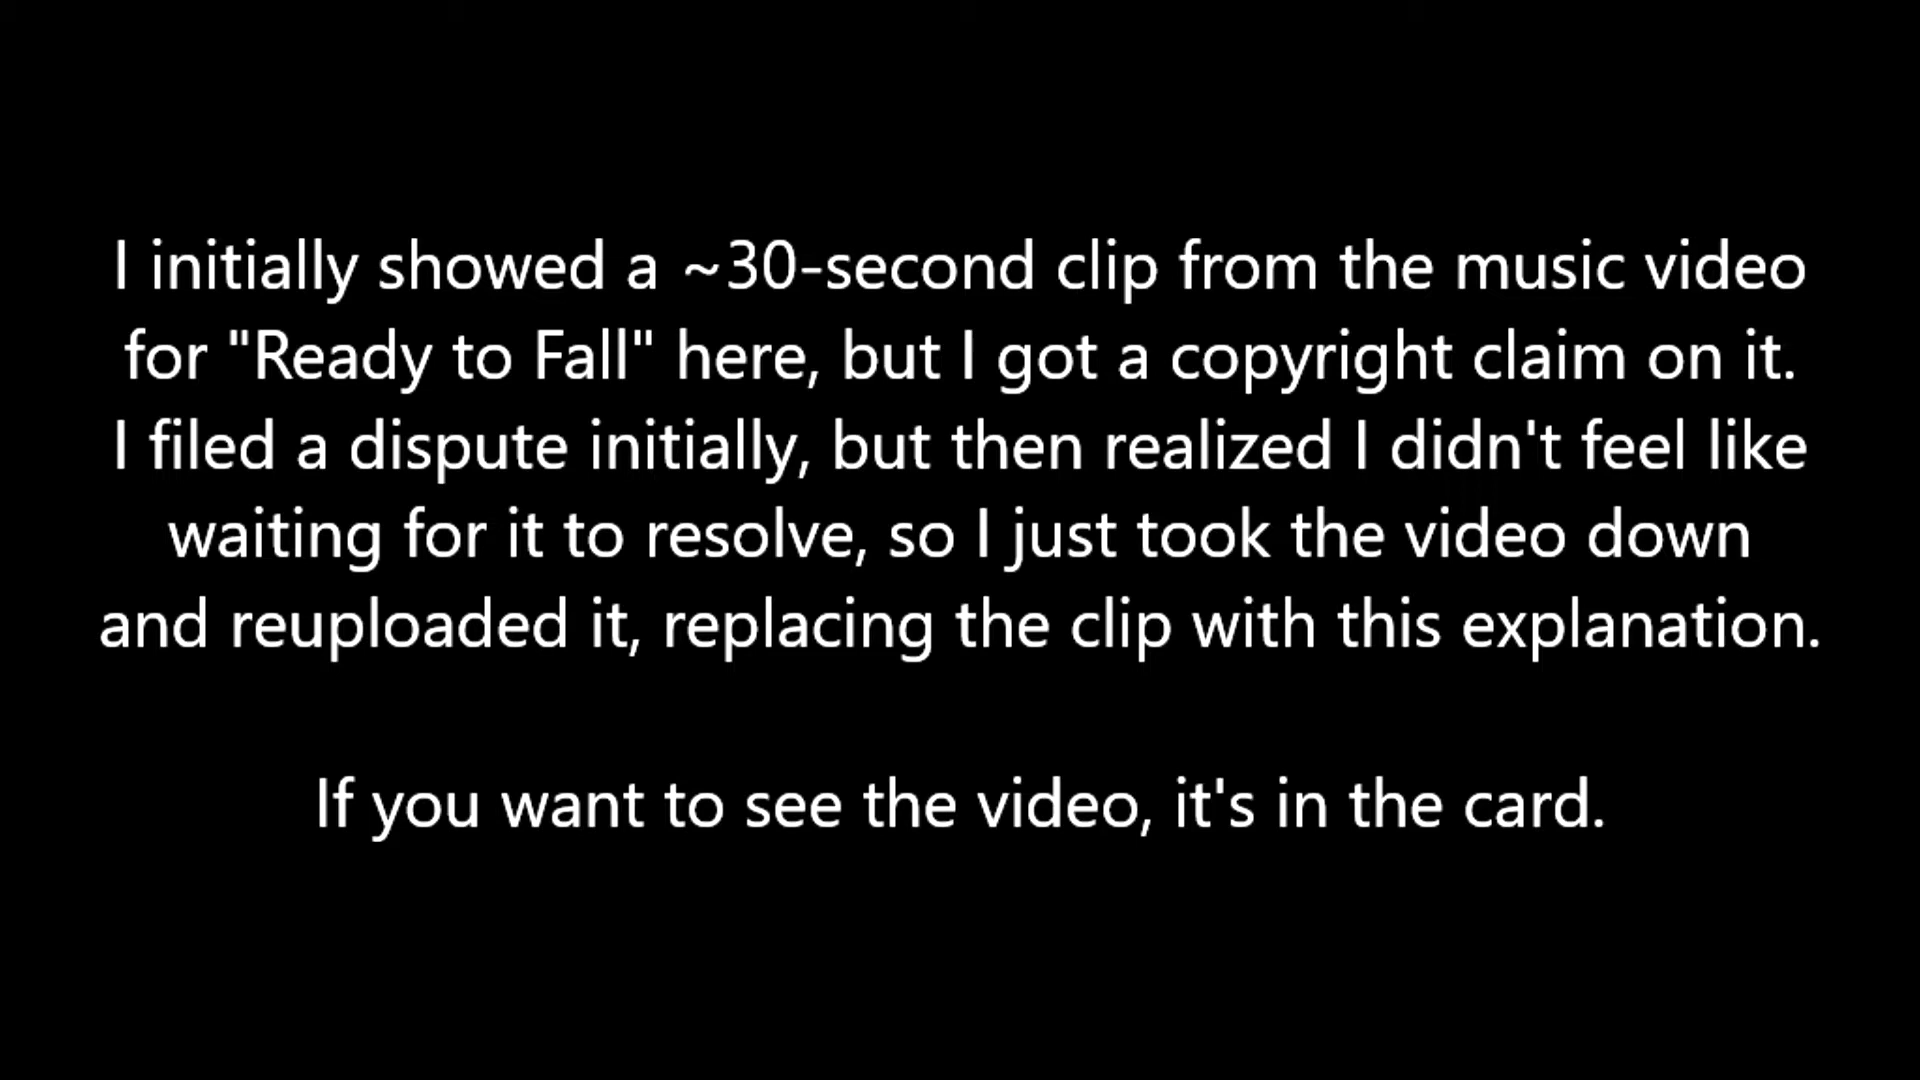 I initially showed a ~30-second clip from the music video
for "Ready to Fall" here, but I got a copyright claim on it.
I filed a dispute initially, but then realized I didn't feel like
waiting for it to resolve, so I just took the video down
and reuploaded it, replacing the clip with this explanation.
If you want to see the video, it's in the card.